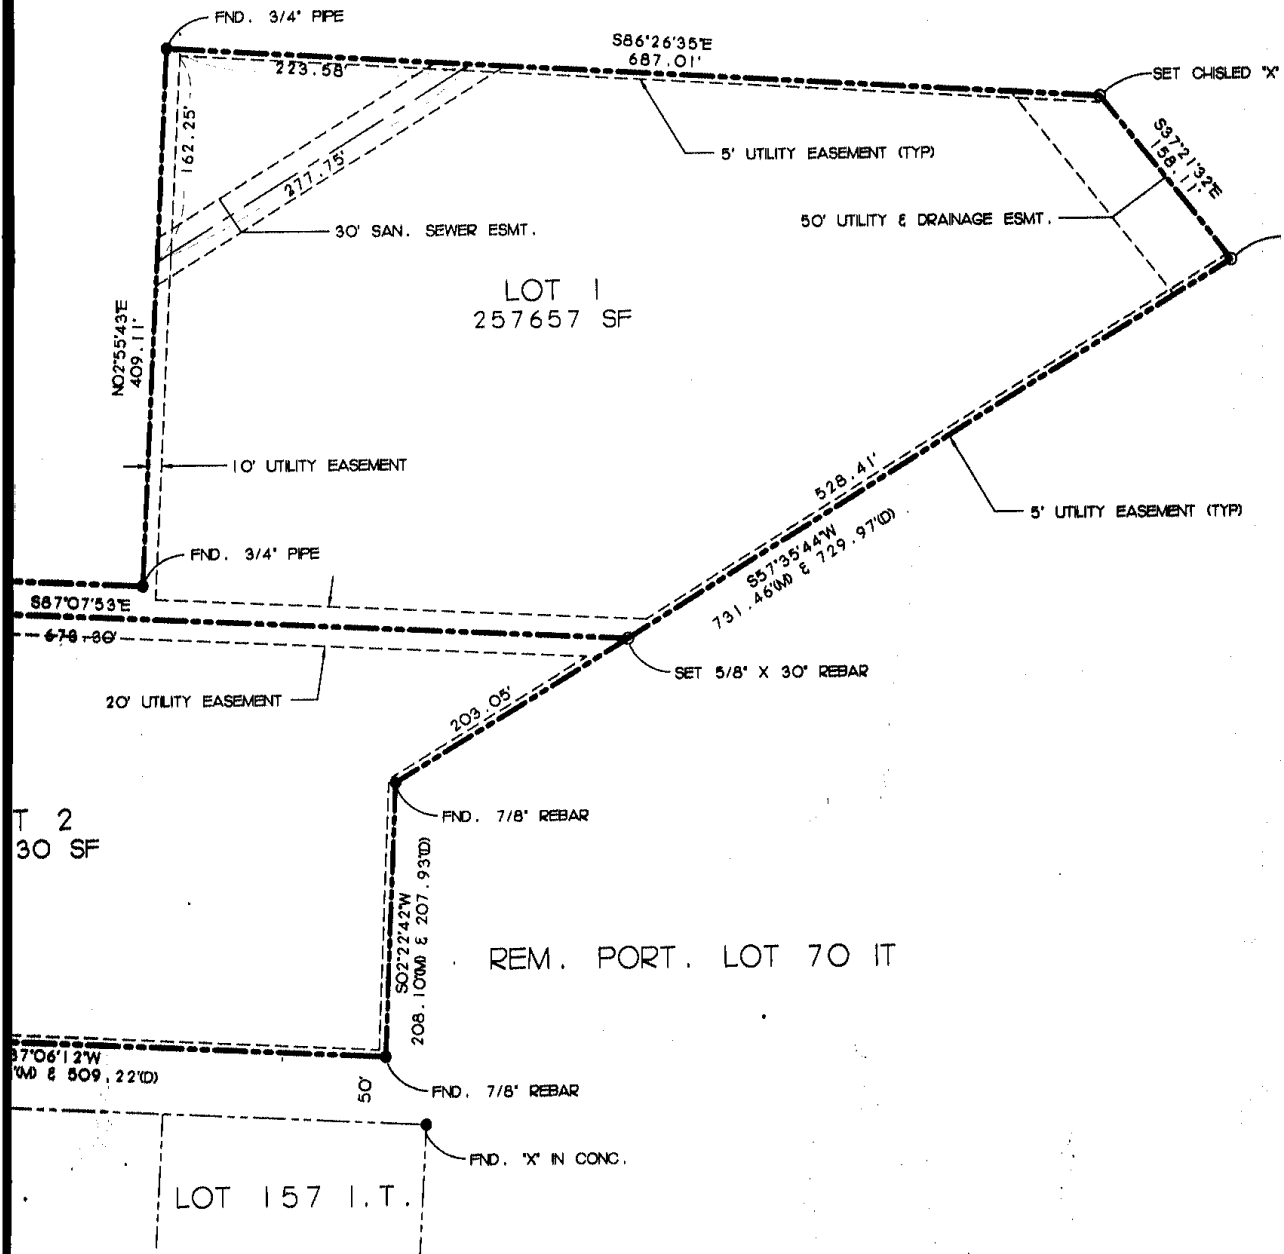 FND. 3/4" PIPE
S86°26'35"E
687.01'
223.58'
SET CHISLED "X"
162.25'
S37°21'32"E
158.11'
5' UTILITY EASEMENT (TYP)
277.75'
50' UTILITY & DRAINAGE ESMT.
30' SAN. SEWER ESMT.
LOT 1
257657 SF
N02°55'43"E
409.11'
10' UTILITY EASEMENT
528.41'
5' UTILITY EASEMENT (TYP)
S57°35'44"W
731.46'(M) & 729.97'(D)
FND. 3/4" PIPE
S87°07'53"E
678.80'
SET 5/8" X 30" REBAR
20' UTILITY EASEMENT
203.05'
FND. 7/8" REBAR
T 2
30 SF
S02°22'42"W
208.10'(M) & 207.93'(D)
REM. PORT. LOT 70 IT
37°06'12"W
'(M) & 509.22'(D)
50'
FND. 7/8" REBAR
FND. "X" IN CONC.
LOT 157 I.T.